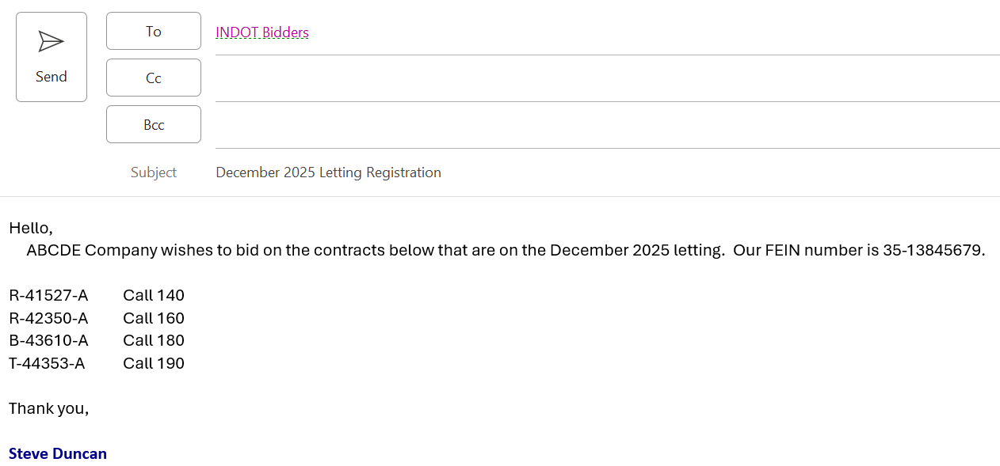 Send
To
INDOT Bidders
Cc
Bcc
Subject
December 2025 Letting Registration
Hello,
ABCDE Company wishes to bid on the contracts below that are on the December 2025 letting.  Our FEIN number is 35-13845679.
R-41527-A Call 140
R-42350-A Call 160
B-43610-A Call 180
T-44353-A Call 190
Thank you,
Steve Duncan